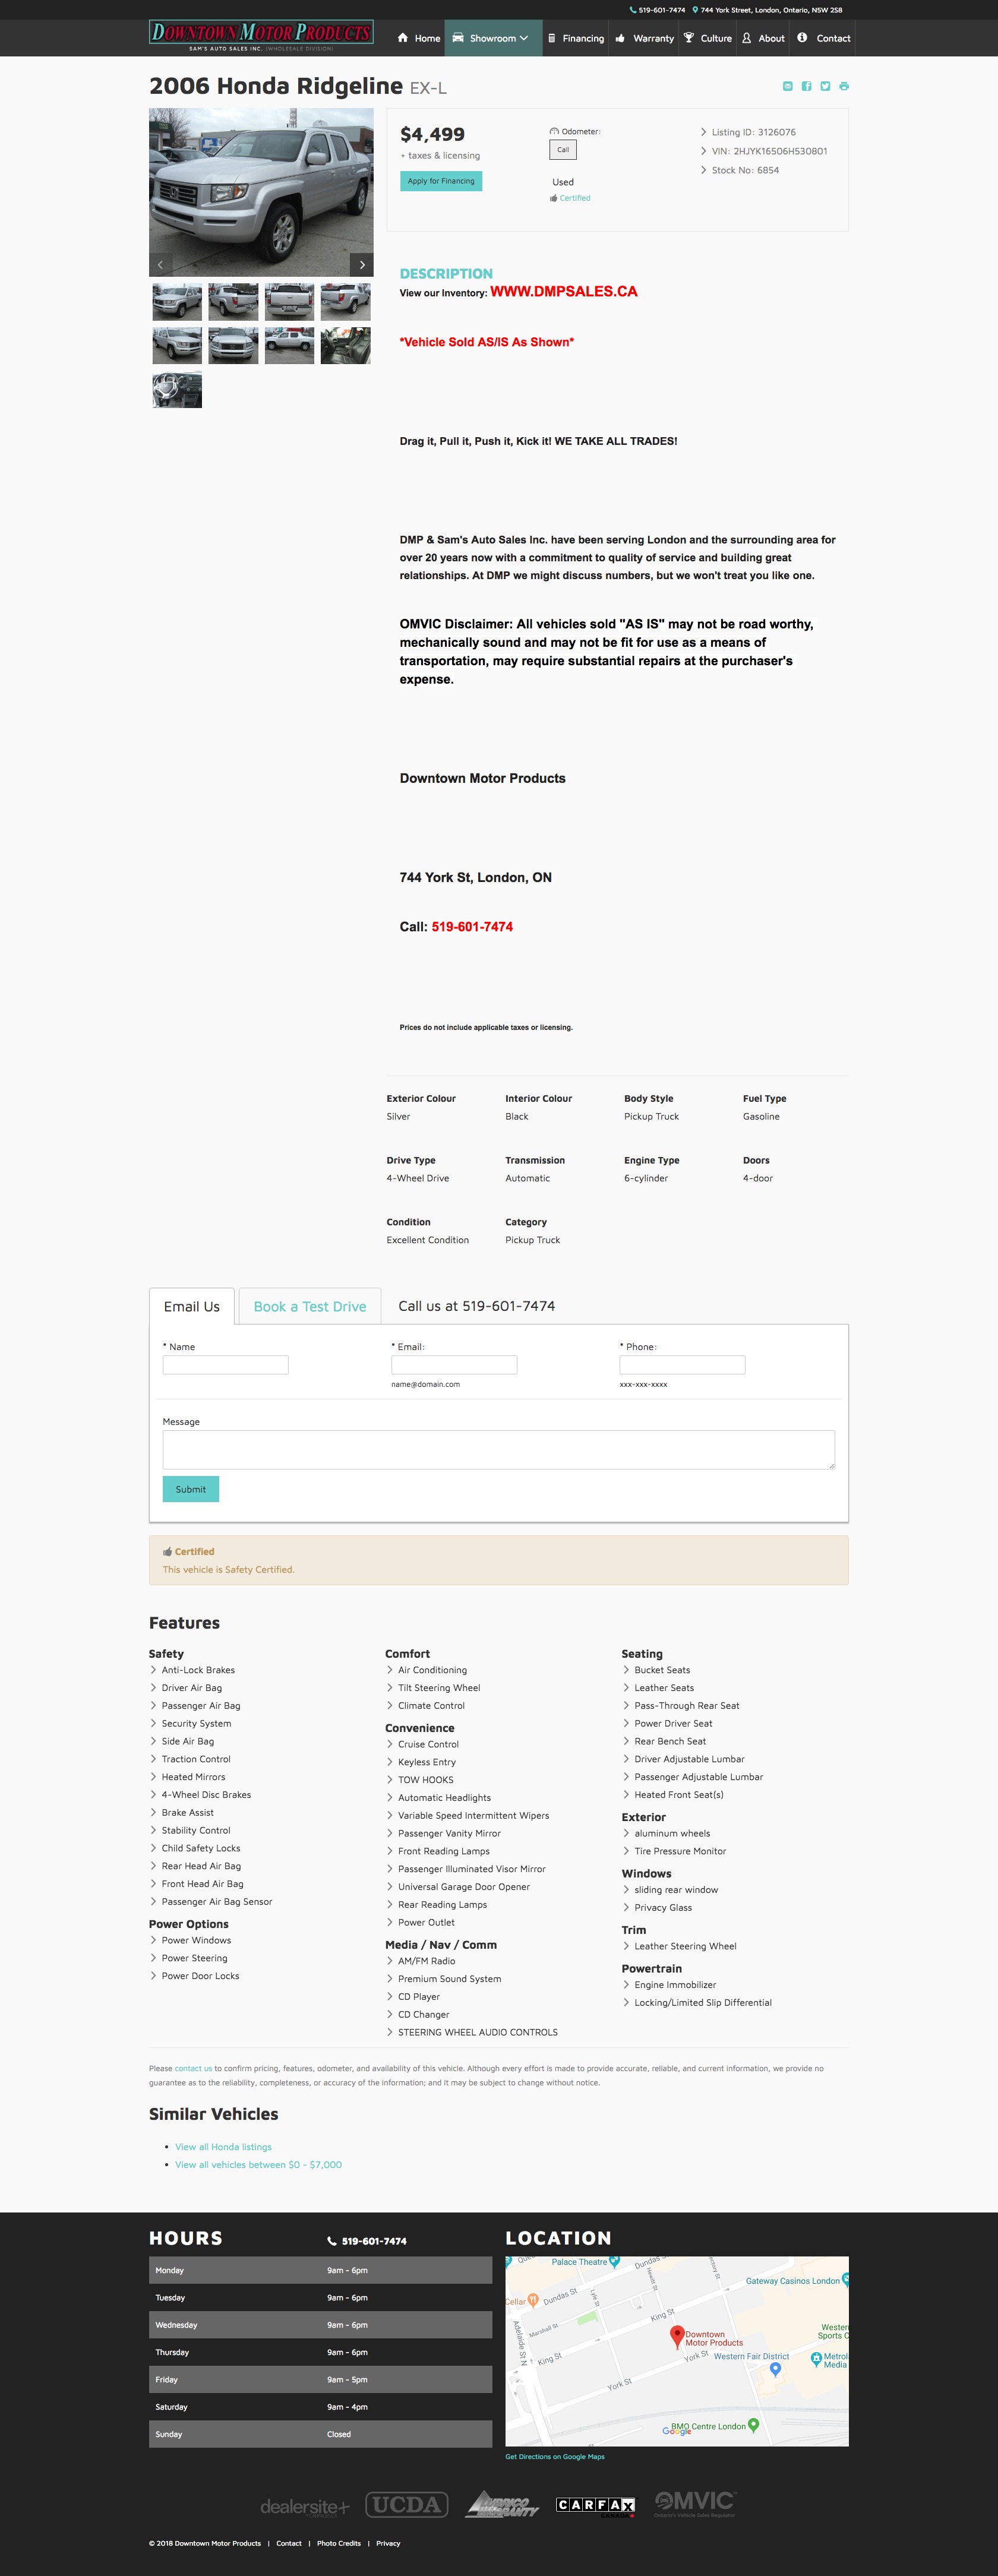 519-601-7474 744 York Street, London, Ontario, N5W 2S8
DOWNTOWN MOTOR PRODUCTS
SAM'S AUTO SALES INC. (WHOLESALE DIVISION)
Home Showroom Financing Warranty Culture About Contact
2006 Honda Ridgeline EX-L
$4,499
+ taxes & licensing
Apply for Financing
Odometer:
Call
Used
Certified
Listing ID: 3126076
VIN: 2HJYK16506H530801
Stock No: 6854
DESCRIPTION
View our Inventory: WWW.DMPSALES.CA
*Vehicle Sold AS/IS As Shown*
Drag it, Pull it, Push it, Kick it! WE TAKE ALL TRADES!
DMP & Sam's Auto Sales Inc. have been serving London and the surrounding area for
over 20 years now with a commitment to quality of service and building great
relationships. At DMP we might discuss numbers, but we won't treat you like one.
OMVIC Disclaimer: All vehicles sold "AS IS" may not be road worthy,
mechanically sound and may not be fit for use as a means of
transportation, may require substantial repairs at the purchaser's
expense.
Downtown Motor Products
744 York St, London, ON
Call: 519-601-7474
Prices do not include applicable taxes or licensing.
Exterior Colour Interior Colour Body Style Fuel Type
Silver Black Pickup Truck Gasoline
Drive Type Transmission Engine Type Doors
4-Wheel Drive Automatic 6-cylinder 4-door
Condition Category
Excellent Condition Pickup Truck
Email Us Book a Test Drive Call us at 519-601-7474
* Name * Email: * Phone:
name@domain.com xxx-xxx-xxxx
Message
Submit
Certified
This vehicle is Safety Certified.
Features
Safety
Anti-Lock Brakes
Driver Air Bag
Passenger Air Bag
Security System
Side Air Bag
Traction Control
Heated Mirrors
4-Wheel Disc Brakes
Brake Assist
Stability Control
Child Safety Locks
Rear Head Air Bag
Front Head Air Bag
Passenger Air Bag Sensor
Power Options
Power Windows
Power Steering
Power Door Locks
Comfort
Air Conditioning
Tilt Steering Wheel
Climate Control
Convenience
Cruise Control
Keyless Entry
TOW HOOKS
Automatic Headlights
Variable Speed Intermittent Wipers
Passenger Vanity Mirror
Front Reading Lamps
Passenger Illuminated Visor Mirror
Universal Garage Door Opener
Rear Reading Lamps
Power Outlet
Media / Nav / Comm
AM/FM Radio
Premium Sound System
CD Player
CD Changer
STEERING WHEEL AUDIO CONTROLS
Seating
Bucket Seats
Leather Seats
Pass-Through Rear Seat
Power Driver Seat
Rear Bench Seat
Driver Adjustable Lumbar
Passenger Adjustable Lumbar
Heated Front Seat(s)
Exterior
aluminum wheels
Tire Pressure Monitor
Windows
sliding rear window
Privacy Glass
Trim
Leather Steering Wheel
Powertrain
Engine Immobilizer
Locking/Limited Slip Differential
Please contact us to confirm pricing, features, odometer, and availability of this vehicle. Although every effort is made to provide accurate, reliable, and current information, we provide no
guarantee as to the reliability, completeness, or accuracy of the information; and it may be subject to change without notice.
Similar Vehicles
View all Honda listings
View all vehicles between $0 - $7,000
HOURS 519-601-7474
Monday 9am - 6pm
Tuesday 9am - 6pm
Wednesday 9am - 6pm
Thursday 9am - 6pm
Friday 9am - 5pm
Saturday 9am - 4pm
Sunday Closed
LOCATION
Palace Theatre
Dundas St
Gateway Casinos London
Cellar
Dundas St
Lyle St
Hewitt St
King St
Marshall St
Adelaide St N
Downtown
Motor Products
Western
Sports C
York St
Western Fair District
Metrol
Media
King St
York St
BMO Centre London
Google
Get Directions on Google Maps
dealersite+
UCDA
LUBRICO
WARRANTY
CARFAX
CANADA
OMVIC
Ontario's Vehicle Sales Regulator
© 2018 Downtown Motor Products | Contact | Photo Credits | Privacy